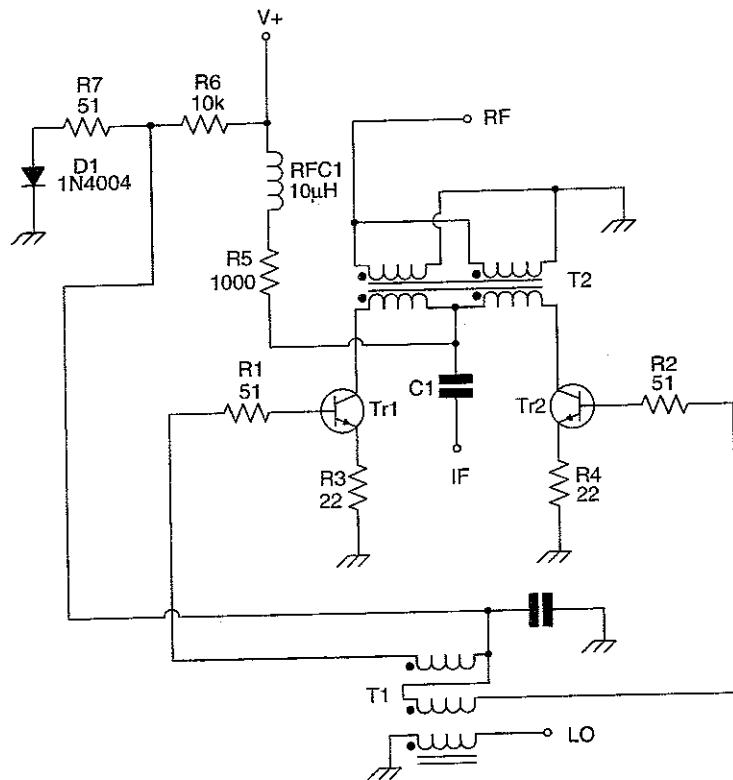 V+
R7
51
R6
10k
RF
D1
1N4004
RFC1
10μH
R5
1000
T2
R1
51
Tr1
C1
Tr2
R2
51
R3
22
IF
R4
22
T1
LO